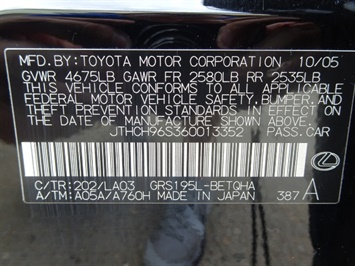 MFD.BY: TOYOTA MOTOR CORPORATION 10/05
GVWR 4675LB GAWR FR 2580LB RR 2535LB
THIS VEHICLE CONFORMS TO ALL APPLICABLE
FEDERAL MOTOR VEHICLE SAFETY, BUMPER, AND
THEFT PREVENTION STANDARDS IN EFFECT ON
THE DATE OF MANUFACTURE SHOWN ABOVE.
JTHCH96S360013352 PASS.CAR
C/TR: 202/LA03 GRS195L-BETQHA
A/TM: A05A/A760H MADE IN JAPAN 387 A